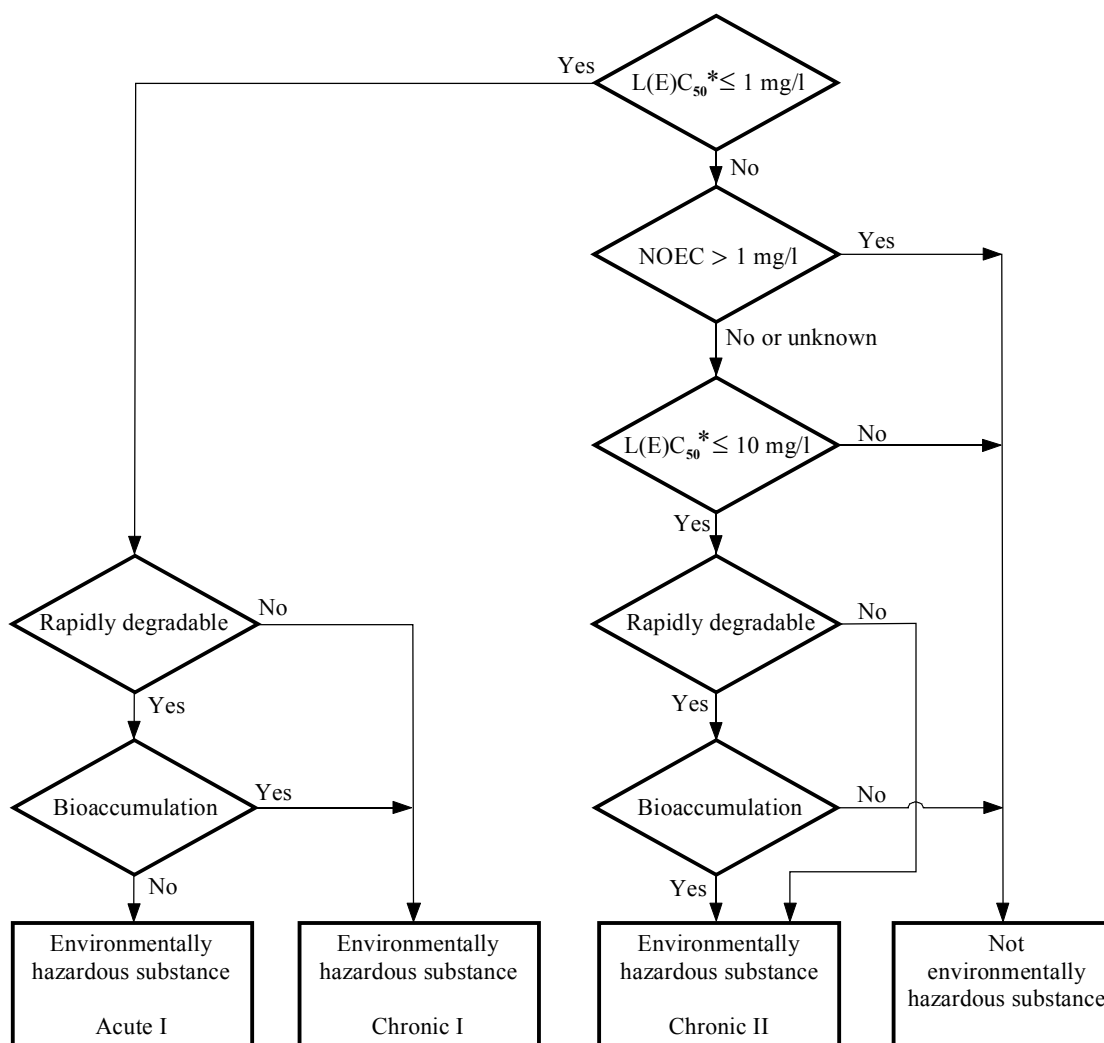 Yes
L(E)C50* ≤ 1 mg/l
No
NOEC > 1 mg/l
Yes
No or unknown
L(E)C50* ≤ 10 mg/l
No
Yes
Rapidly degradable
No
Rapidly degradable
No
Yes
Yes
Bioaccumulation
Yes
Bioaccumulation
No
No
Yes
Environmentally
hazardous substance
Acute I
Environmentally
hazardous substance
Chronic I
Environmentally
hazardous substance
Chronic II
Not
environmentally
hazardous substance